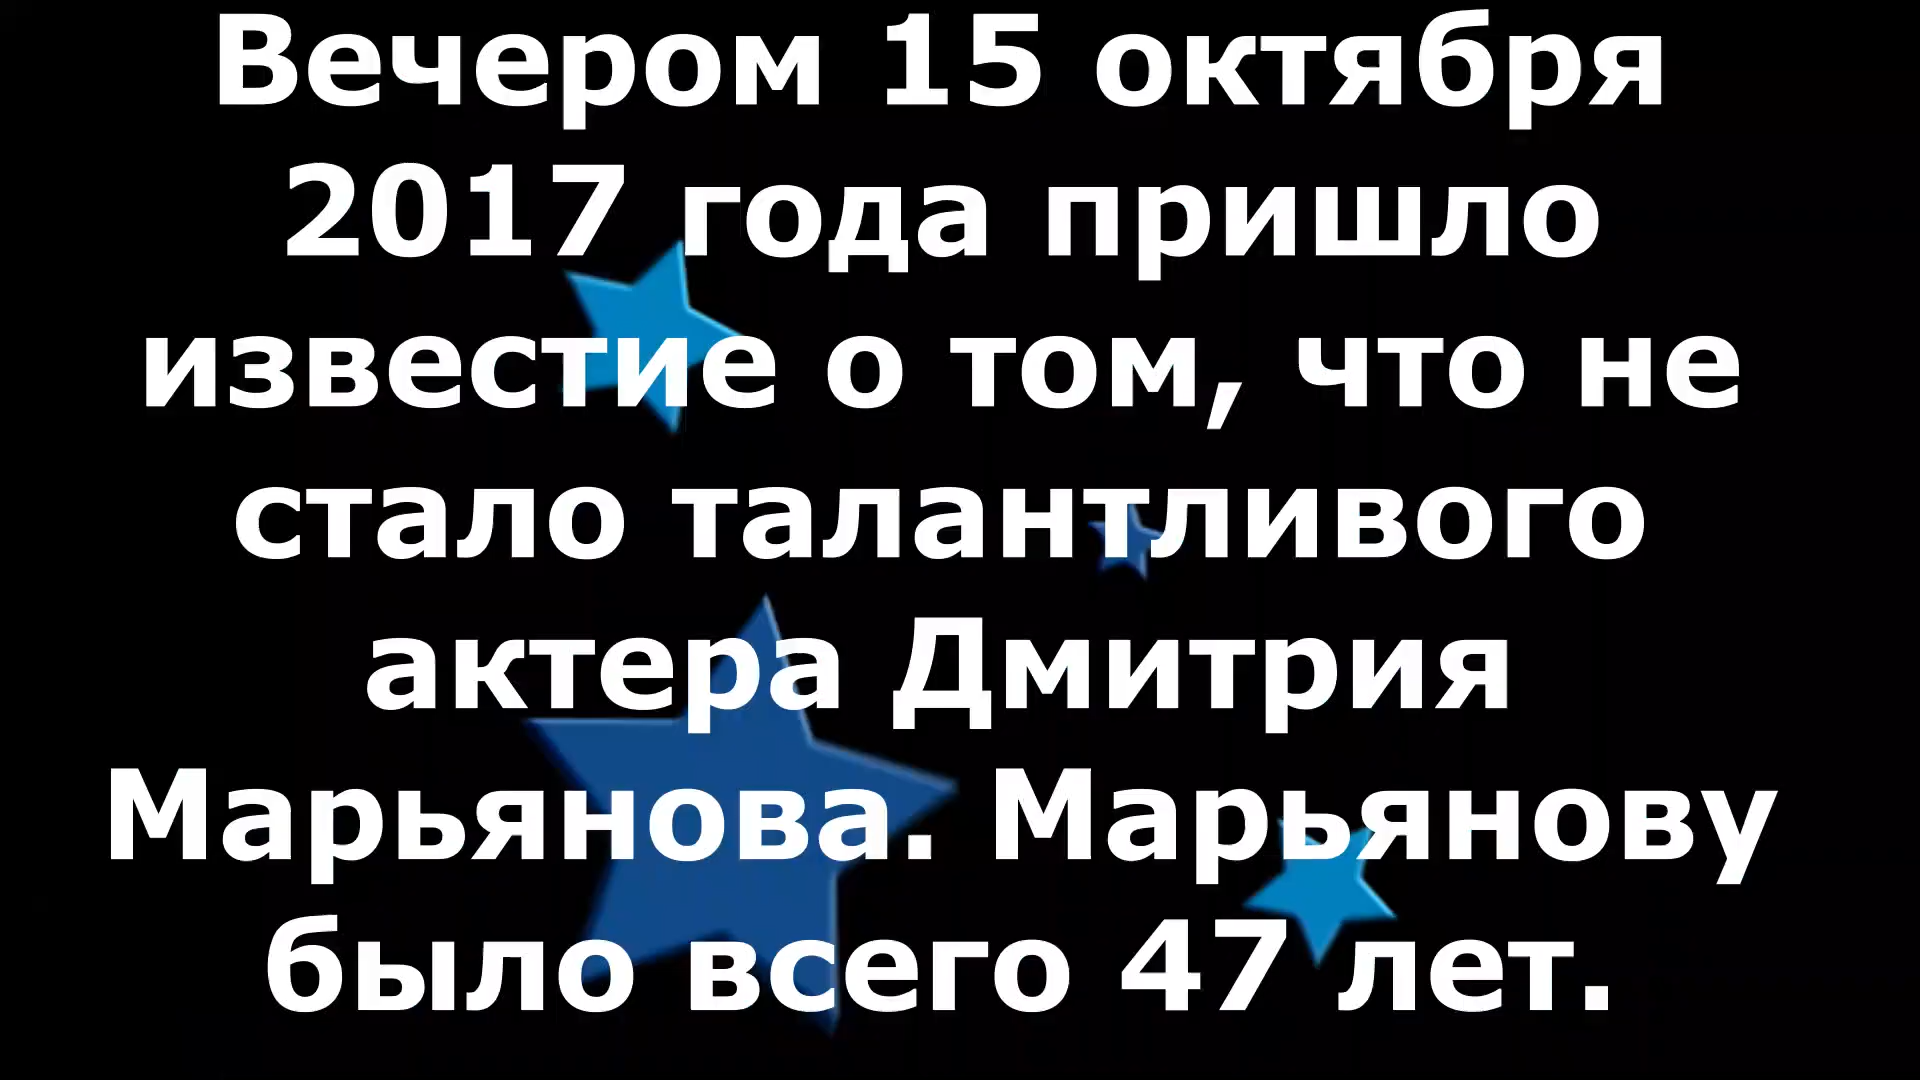 Вечером 15 октября
2017 года пришло
известие о том, что не
стало талантливого
актера Дмитрия
Марьянова. Марьянову
было всего 47 лет.